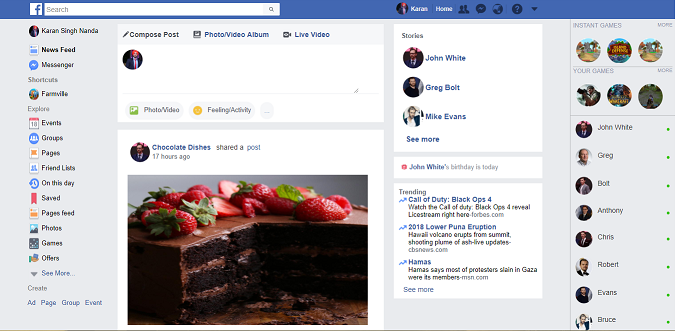 f
Search
Karan
Home
?
Karan Singh Nanda
News Feed
Messenger
Shortcuts
Farmville
Explore
18
Events
Groups
Pages
Friend Lists
On this day
Saved
Pages feed
Photos
Games
Offers
See More...
Create
Ad Page Group Event
Compose Post
Photo/Video Album
Live Video
Photo/Video
Feeling/Activity
...
Chocolate Dishes shared a post
17 hours ago
Stories
John White
Greg Bolt
Mike Evans
See more
John White's birthday is today
Trending
Call of Duty: Black Ops 4
Watch the Call of duty: Black Ops 4 reveal
Licestream right here-forbes.com
2018 Lower Puna Eruption
Hawaii volcano erupts from summit,
shooting plume of ash-live updates-
cbsnews.com
Hamas
Hamas says most of protesters slain in Gaza
were its members-msn.com
See more
INSTANT GAMES
MORE
YOUR GAMES
MORE
John White
Greg
Bolt
Anthony
Chris
Robert
Evans
Bruce